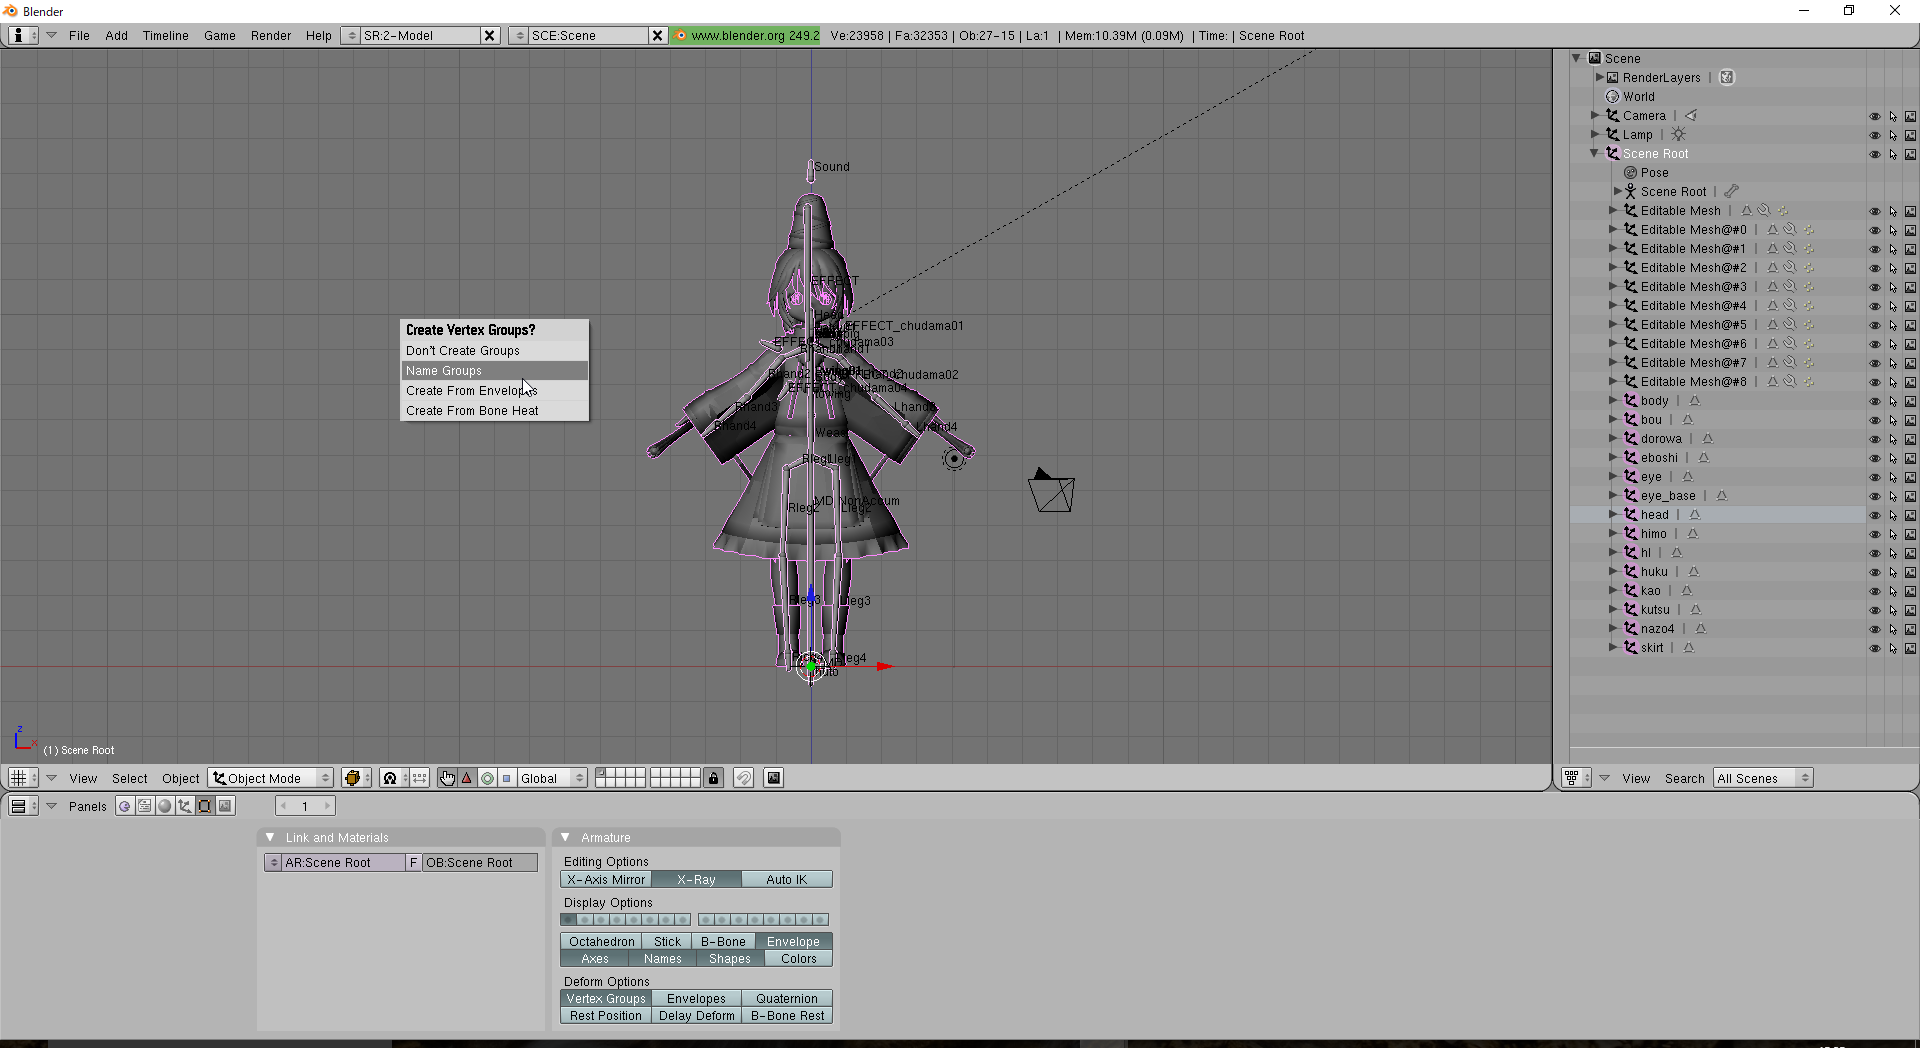 Blender
File Add Timeline Game Render Help SR:2-Model SCE:Scene www.blender.org 249.2 Ve:23958 | Fa:32353 | Ob:27-15 | La:1 | Mem:10.39M (0.09M) | Time: | Scene Root
Sound
EFFECT
Head
EFFECT_chudama01
EFFECT_chudama03
Rhand2
chudama02
EFFECT_chudama04
Rhand3
Lhand4
Rhand4
MD_NonAccum
Rleg2 Lleg2
Rleg3 Lleg3
Create Vertex Groups?
Don't Create Groups
Name Groups
Create From Envelopes
Create From Bone Heat
z
x
(1) Scene Root
View Select Object Object Mode Global
Scene
RenderLayers
World
Camera
Lamp
Scene Root
Pose
Scene Root
Editable Mesh
Editable Mesh@#0
Editable Mesh@#1
Editable Mesh@#2
Editable Mesh@#3
Editable Mesh@#4
Editable Mesh@#5
Editable Mesh@#6
Editable Mesh@#7
Editable Mesh@#8
body
bou
dorowa
eboshi
eye
eye_base
head
himo
hl
huku
kao
kutsu
nazo4
skirt
View Search All Scenes
Panels 1
Link and Materials
AR:Scene Root F OB:Scene Root
Armature
Editing Options
X-Axis Mirror X-Ray Auto IK
Display Options
Octahedron Stick B-Bone Envelope
Axes Names Shapes Colors
Deform Options
Vertex Groups Envelopes Quaternion
Rest Position Delay Deform B-Bone Rest